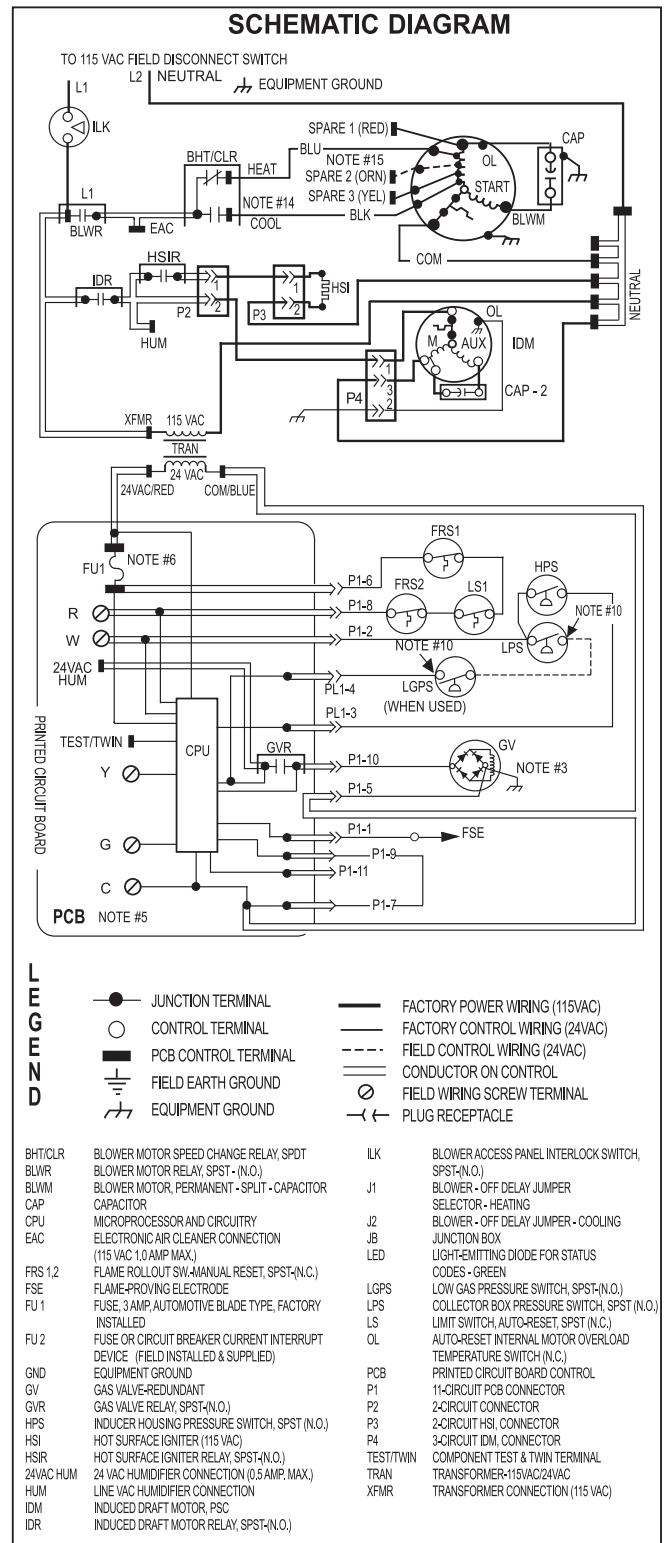 SCHEMATIC DIAGRAM
TO 115 VAC FIELD DISCONNECT SWITCH
L2 NEUTRAL
EQUIPMENT GROUND
L1
ILK
SPARE 1 (RED)
CAP
BLU
OL
BHT/CLR
HEAT
NOTE #15
SPARE 2 (ORN)
START
L1
SPARE 3 (YEL)
NOTE #14
BLWM
BLWR
EAC
COOL
BLK
COM
HSIR
NEUTRAL
IDR
1
1
HSI
2
P2
P3
2
OL
HUM
M
AUX
IDM
1
P4
3
CAP - 2
2
XFMR
115 VAC
TRAN
24 VAC
24VAC/RED
COM/BLUE
FRS1
NOTE #6
HPS
FU1
P1-6
FRS2
LS1
P1-8
R
NOTE #10
P1-2
W
NOTE #10
LPS
24VAC
HUM
LGPS
(WHEN USED)
PL1-4
PL1-3
PRINTED CIRCUIT BOARD
TEST/TWIN
CPU
GVR
GV
P1-10
NOTE #3
Y
P1-5
P1-1
FSE
G
P1-9
P1-11
C
P1-7
PCB NOTE #5
LEGEND
JUNCTION TERMINAL
CONTROL TERMINAL
PCB CONTROL TERMINAL
FIELD EARTH GROUND
EQUIPMENT GROUND
FACTORY POWER WIRING (115VAC)
FACTORY CONTROL WIRING (24VAC)
FIELD CONTROL WIRING (24VAC)
CONDUCTOR ON CONTROL
FIELD WIRING SCREW TERMINAL
PLUG RECEPTACLE
BHT/CLR BLOWER MOTOR SPEED CHANGE RELAY, SPDT
BLWR BLOWER MOTOR RELAY, SPST - (N.O.)
BLWM BLOWER MOTOR, PERMANENT - SPLIT - CAPACITOR
CAP CAPACITOR
CPU MICROPROCESSOR AND CIRCUITRY
EAC ELECTRONIC AIR CLEANER CONNECTION
(115 VAC 1,0 AMP MAX.)
FRS 1,2 FLAME ROLLOUT SW.-MANUAL RESET, SPST-(N.C.)
FSE FLAME-PROVING ELECTRODE
FU 1 FUSE, 3 AMP, AUTOMOTIVE BLADE TYPE, FACTORY
INSTALLED
FU 2 FUSE OR CIRCUIT BREAKER CURRENT INTERRUPT
DEVICE (FIELD INSTALLED & SUPPLIED)
GND EQUIPMENT GROUND
GV GAS VALVE-REDUNDANT
GVR GAS VALVE RELAY, SPST-(N.O.)
HPS INDUCER HOUSING PRESSURE SWITCH, SPST (N.O.)
HSI HOT SURFACE IGNITER (115 VAC)
HSIR HOT SURFACE IGNITER RELAY, SPST-(N.O.)
24VAC HUM 24 VAC HUMIDIFIER CONNECTION (0,5 AMP. MAX.)
HUM LINE VAC HUMIDIFIER CONNECTION
IDM INDUCED DRAFT MOTOR, PSC
IDR INDUCED DRAFT MOTOR RELAY, SPST-(N.O.)
ILK BLOWER ACCESS PANEL INTERLOCK SWITCH,
SPST-(N.O.)
J1 BLOWER - OFF DELAY JUMPER
SELECTOR - HEATING
J2 BLOWER - OFF DELAY JUMPER - COOLING
JB JUNCTION BOX
LED LIGHT-EMITTING DIODE FOR STATUS
CODES - GREEN
LGPS LOW GAS PRESSURE SWITCH, SPST-(N.O.)
LPS COLLECTOR BOX PRESSURE SWITCH, SPST (N.O.)
LS LIMIT SWITCH, AUTO-RESET, SPST (N.C.)
OL AUTO-RESET INTERNAL MOTOR OVERLOAD
TEMPERATURE SWITCH (N.C.)
PCB PRINTED CIRCUIT BOARD CONTROL
P1 11-CIRCUIT PCB CONNECTOR
P2 2-CIRCUIT CONNECTOR
P3 2-CIRCUIT HSI, CONNECTOR
P4 3-CIRCUIT IDM, CONNECTOR
TEST/TWIN COMPONENT TEST & TWIN TERMINAL
TRAN TRANSFORMER-115VAC/24VAC
XFMR TRANSFORMER CONNECTION (115 VAC)